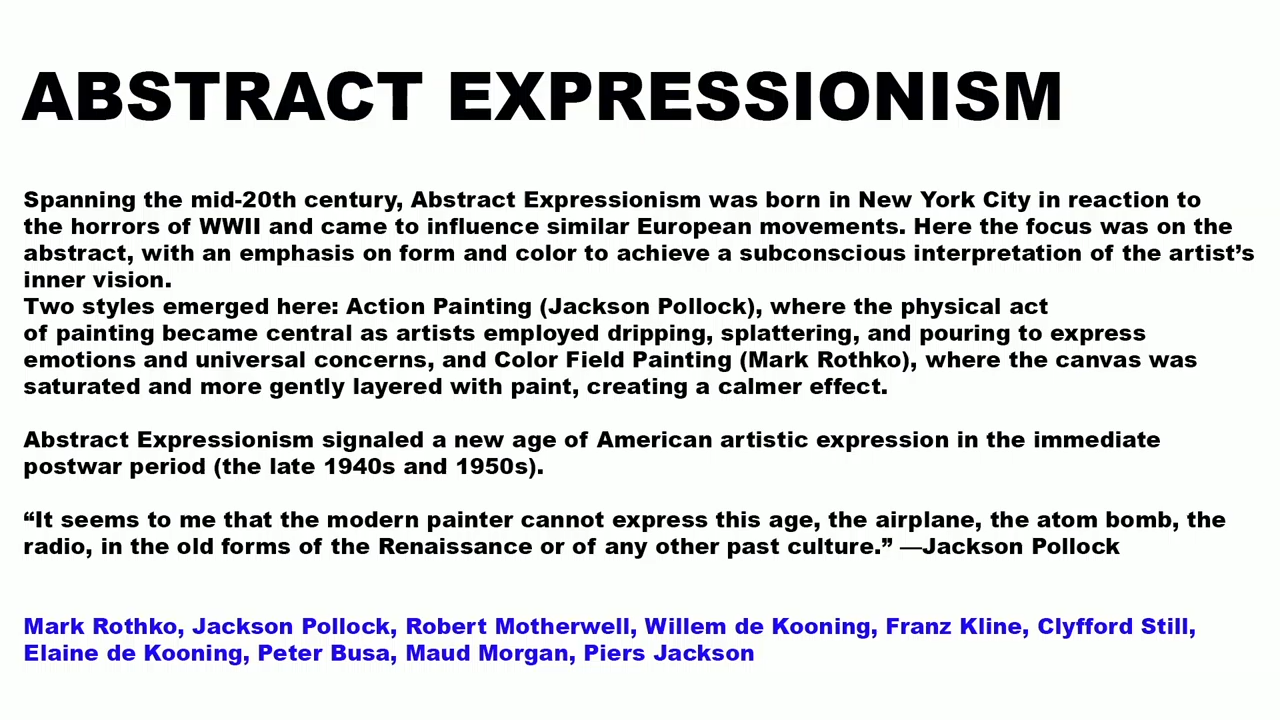 ABSTRACT EXPRESSIONISM
Spanning the mid-20th century, Abstract Expressionism was born in New York City in reaction to
the horrors of WWII and came to influence similar European movements. Here the focus was on the
abstract, with an emphasis on form and color to achieve a subconscious interpretation of the artist’s
inner vision.
Two styles emerged here: Action Painting (Jackson Pollock), where the physical act
of painting became central as artists employed dripping, splattering, and pouring to express
emotions and universal concerns, and Color Field Painting (Mark Rothko), where the canvas was
saturated and more gently layered with paint, creating a calmer effect.
Abstract Expressionism signaled a new age of American artistic expression in the immediate
postwar period (the late 1940s and 1950s).
“It seems to me that the modern painter cannot express this age, the airplane, the atom bomb, the
radio, in the old forms of the Renaissance or of any other past culture.” —Jackson Pollock
Mark Rothko, Jackson Pollock, Robert Motherwell, Willem de Kooning, Franz Kline, Clyfford Still,
Elaine de Kooning, Peter Busa, Maud Morgan, Piers Jackson